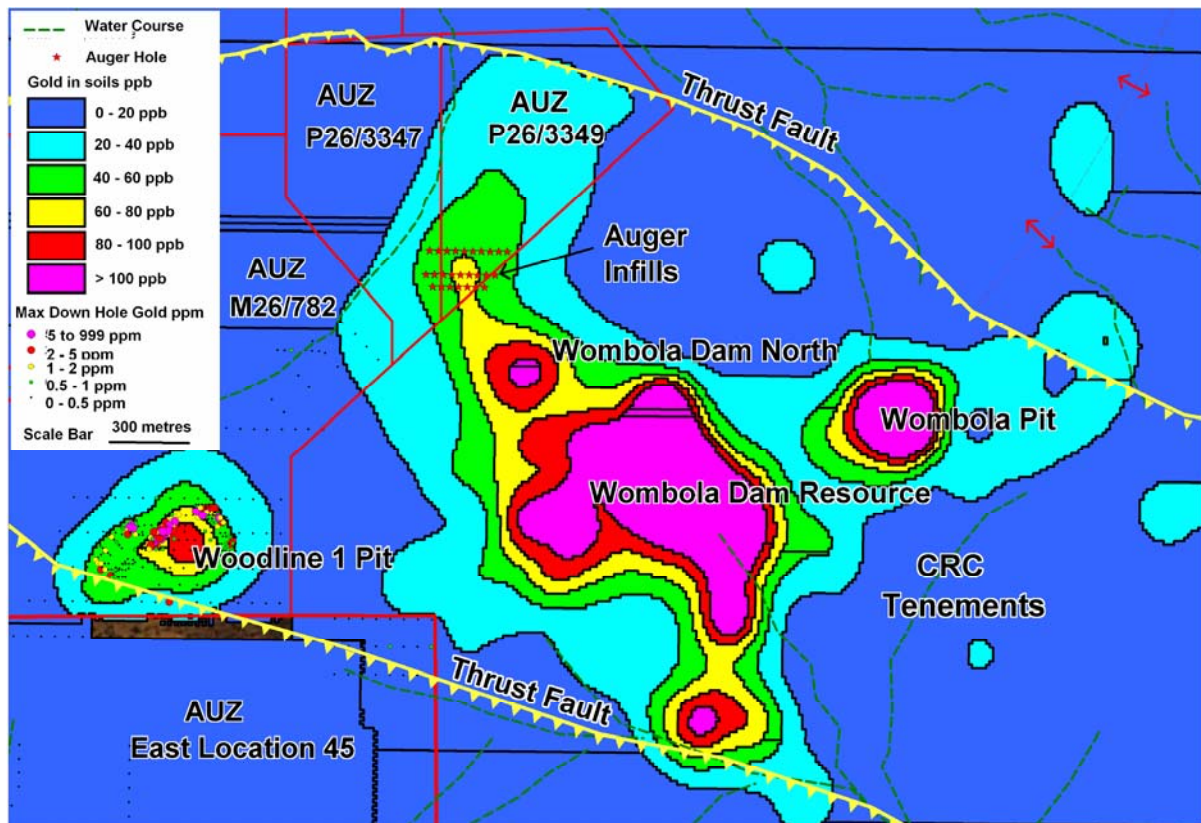 Water Course
Auger Hole
Gold in soils ppb
0 - 20 ppb
20 - 40 ppb
40 - 60 ppb
60 - 80 ppb
80 - 100 ppb
> 100 ppb
Max Down Hole Gold ppm
5 to 999 ppm
2 - 5 ppm
1 - 2 ppm
0.5 - 1 ppm
0 - 0.5 ppm
Scale Bar 300 metres
AUZ
P26/3347
AUZ
P26/3349
Thrust Fault
AUZ
M26/782
Auger
Infills
Wombola Dam North
Wombola Pit
Wombola Dam Resource
Woodline 1 Pit
CRC
Tenements
Thrust Fault
AUZ
East Location 45